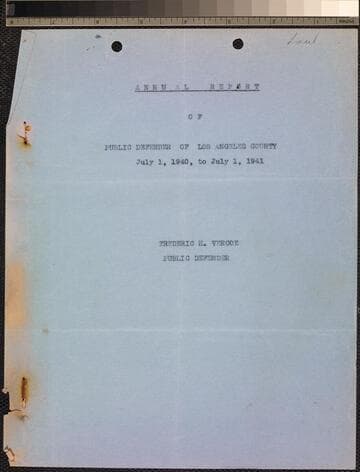 ANNUAL REPORT
OF
PUBLIC DEFENDER OF LOS ANGELES COUNTY
July 1, 1940, to July 1, 1941
FREDERIC H. VERCOE
PUBLIC DEFENDER